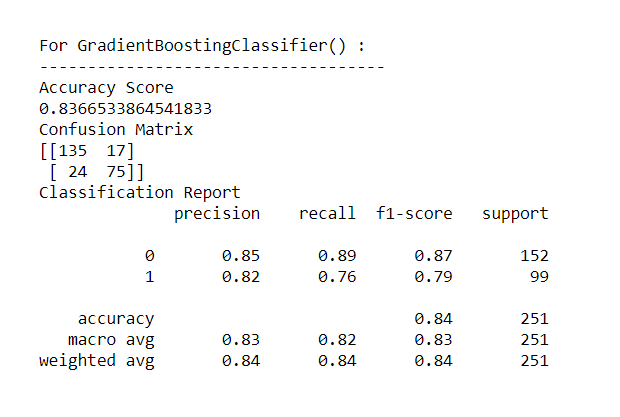 For GradientBoostingClassifier() :
------------------------------------
Accuracy Score
0.8366533864541833
Confusion Matrix
[[135  17]
 [ 24  75]]
Classification Report
              precision    recall  f1-score   support

           0       0.85      0.89      0.87       152
           1       0.82      0.76      0.79        99

    accuracy                           0.84       251
   macro avg       0.83      0.82      0.83       251
weighted avg       0.84      0.84      0.84       251